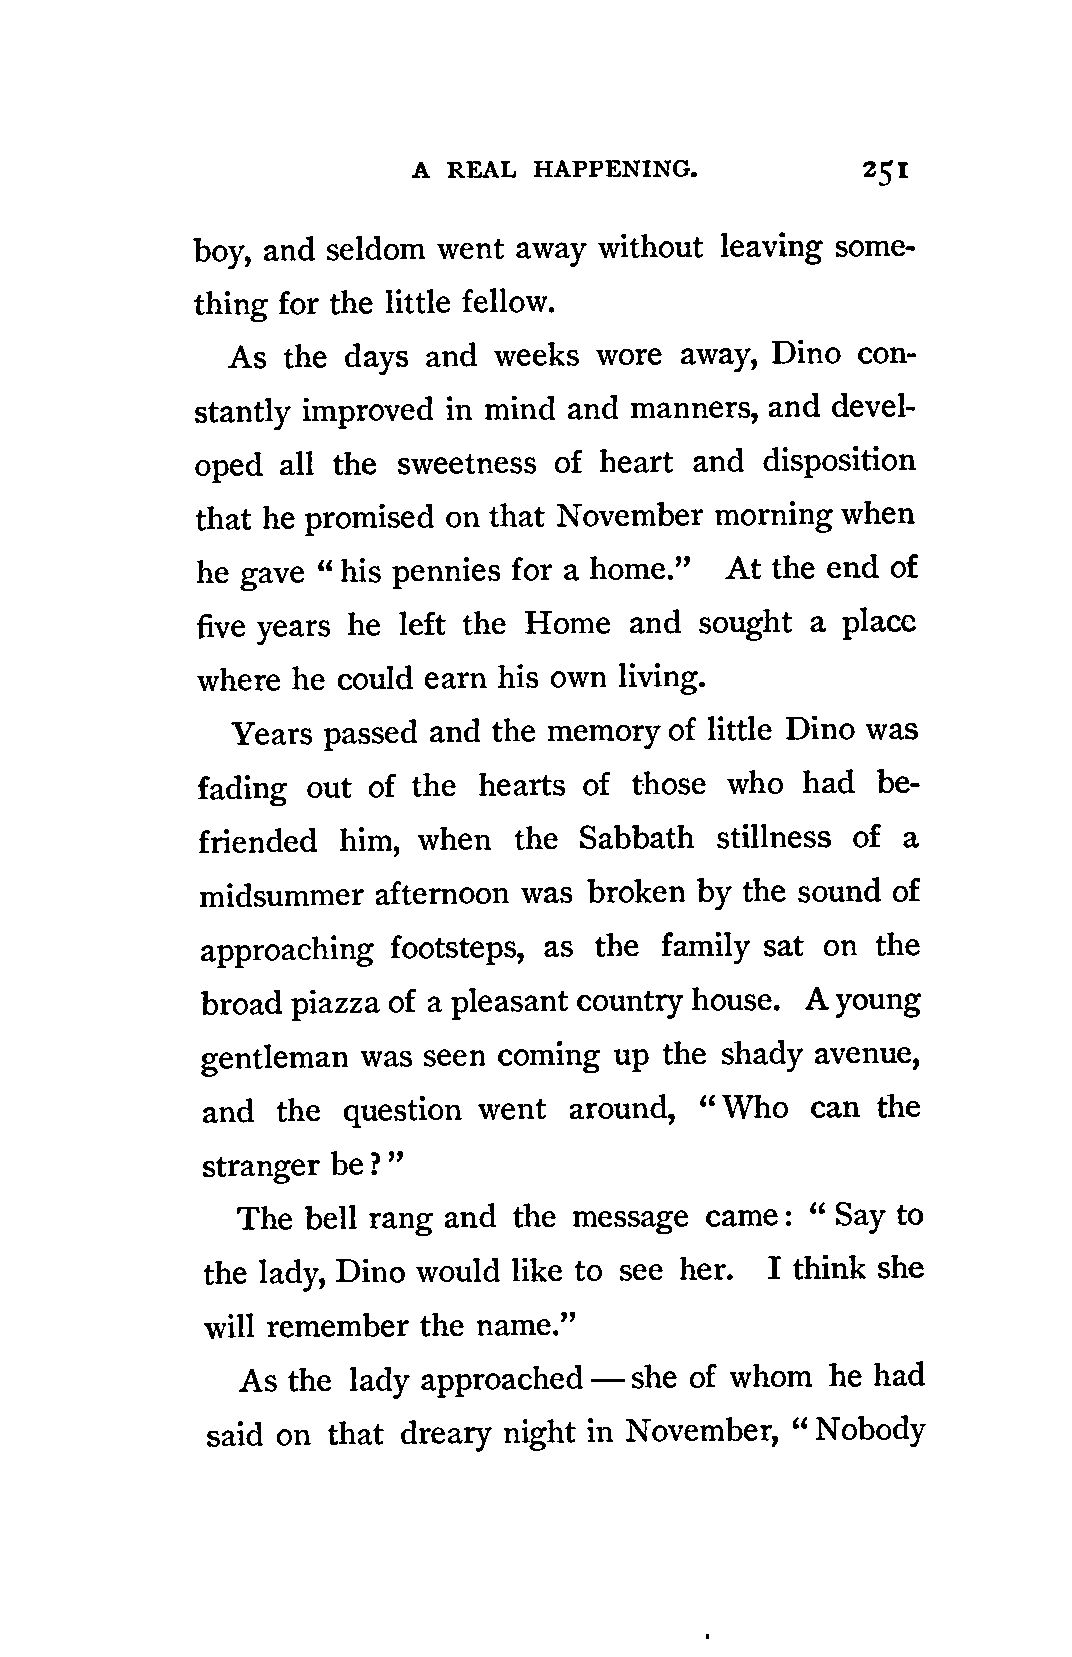 A REAL HAPPENING. 251
boy, and seldom went away without leaving some-
thing for the little fellow.
As the days and weeks wore away, Dino con-
stantly improved in mind and manners, and devel-
oped all the sweetness of heart and disposition
that he promised on that November morning when
he gave “ his pennies for a home.” At the end of
five years he left the Home and sought a place
where he could earn his own living.
Years passed and the memory of little Dino was
fading out of the hearts of those who had be-
friended him, when the Sabbath stillness of a
midsummer afternoon was broken by the sound of
approaching footsteps, as the family sat on the
broad piazza of a pleasant country house. A young
gentleman was seen coming up the shady avenue,
and the question went around, “ Who can the
stranger be ? ”
The bell rang and the message came : “ Say to
the lady, Dino would like to see her. I think she
will remember the name.”
As the lady approached — she of whom he had
said on that dreary night in November, “ Nobody